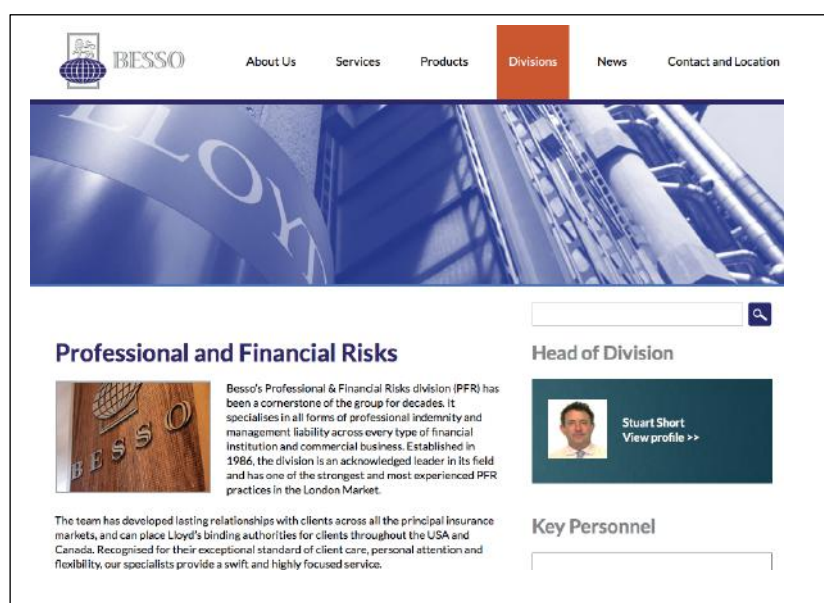 BESSO
About Us
Services
Products
Divisions
News
Contact and Location
LLOYD
Professional and Financial Risks
BESSO
Besso's Professional & Financial Risks division (PFR) has
been a cornerstone of the group for decades. It
specialises in all forms of professional indemnity and
management liability across every type of financial
institution and commercial business. Established in
1986, the division is an acknowledged leader in its field
and has one of the strongest and most experienced PFR
practices in the London Market.
The team has developed lasting relationships with clients across all the principal insurance
markets, and can place Lloyd's binding authorities for clients throughout the USA and
Canada. Recognised for their exceptional standard of client care, personal attention and
flexibility, our specialists provide a swift and highly focused service.
Head of Division
Stuart Short
View profile >>
Key Personnel